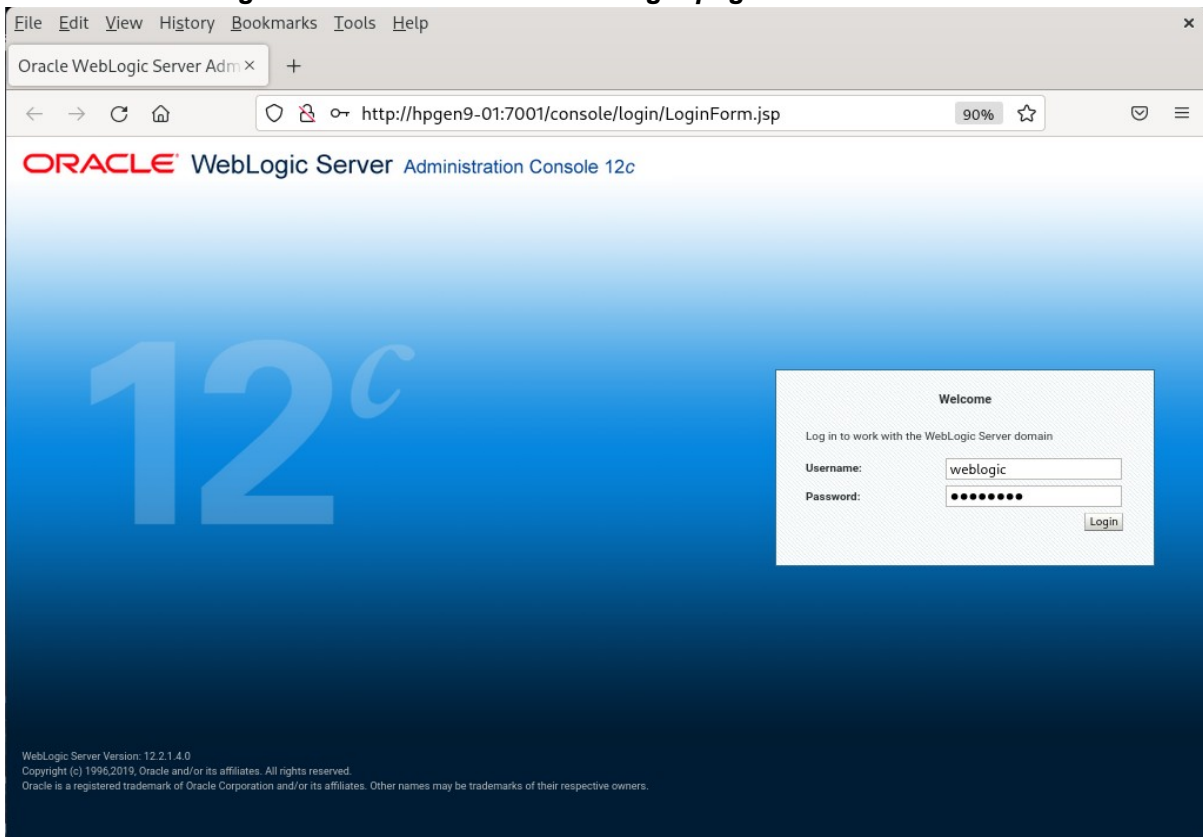 File Edit View History Bookmarks Tools Help
Oracle WebLogic Server Adm
http://hpgen9-01:7001/console/login/LoginForm.jsp 90%
ORACLE WebLogic Server Administration Console 12c
12c
Welcome
Log in to work with the WebLogic Server domain
Username: weblogic
Password: ●●●●●●●●
Login
WebLogic Server Version: 12.2.1.4.0
Copyright (c) 1996,2019, Oracle and/or its affiliates. All rights reserved.
Oracle is a registered trademark of Oracle Corporation and/or its affiliates. Other names may be trademarks of their respective owners.